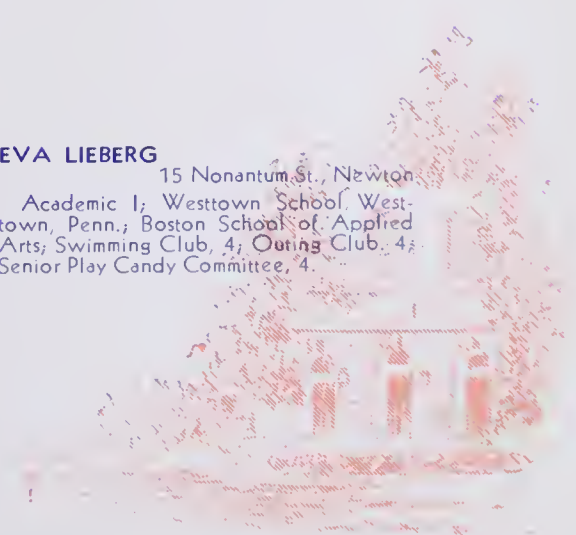 EVA LIEBERG
15 Nonantum St., Newton
Academic I; Westtown School, West-
town, Penn.; Boston School of Applied
Arts; Swimming Club, 4; Outing Club, 4;
Senior Play Candy Committee, 4.